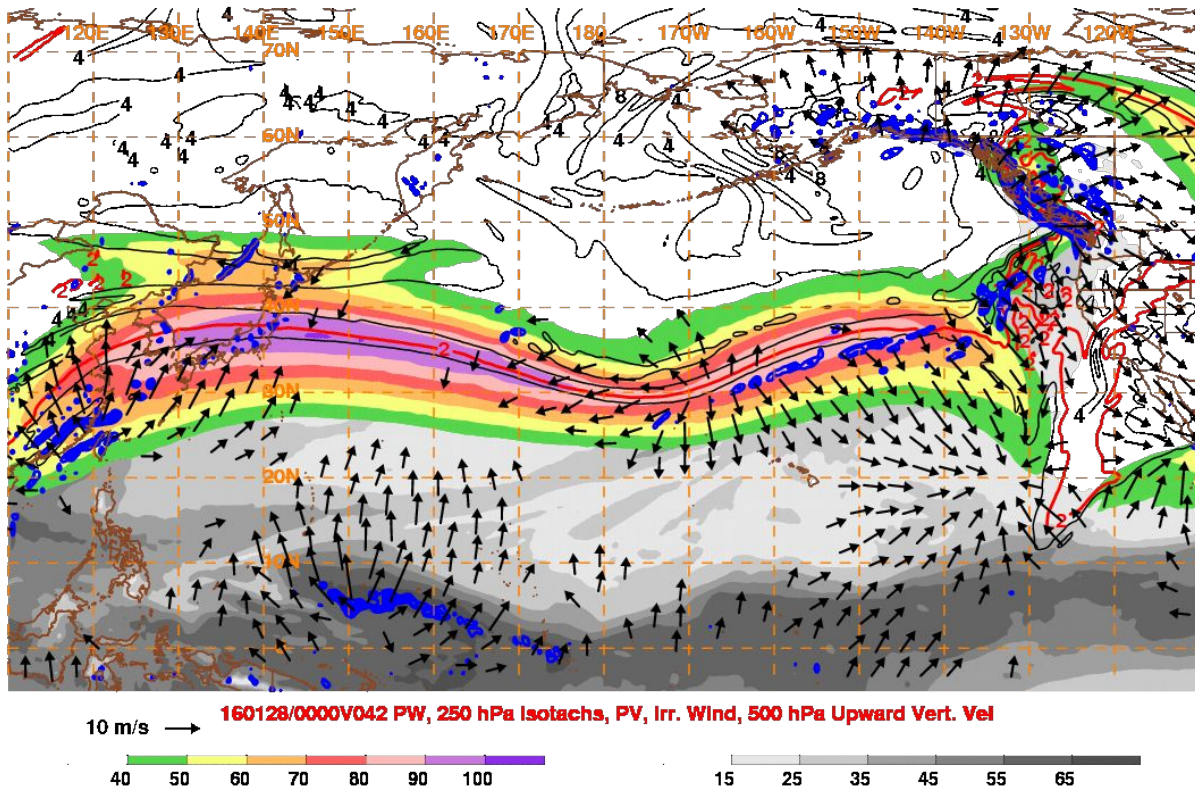 120E 130E 140E 150E 160E 170E 180 170W 160W 150W 140W 130W 120W
70N
60N
50N
20N
10N
160128/0000V042 PW, 250 hPa Isotachs, PV, Irr. Wind, 500 hPa Upward Vert. Vel
10 m/s
40 50 60 70 80 90 100
15 25 35 45 55 65